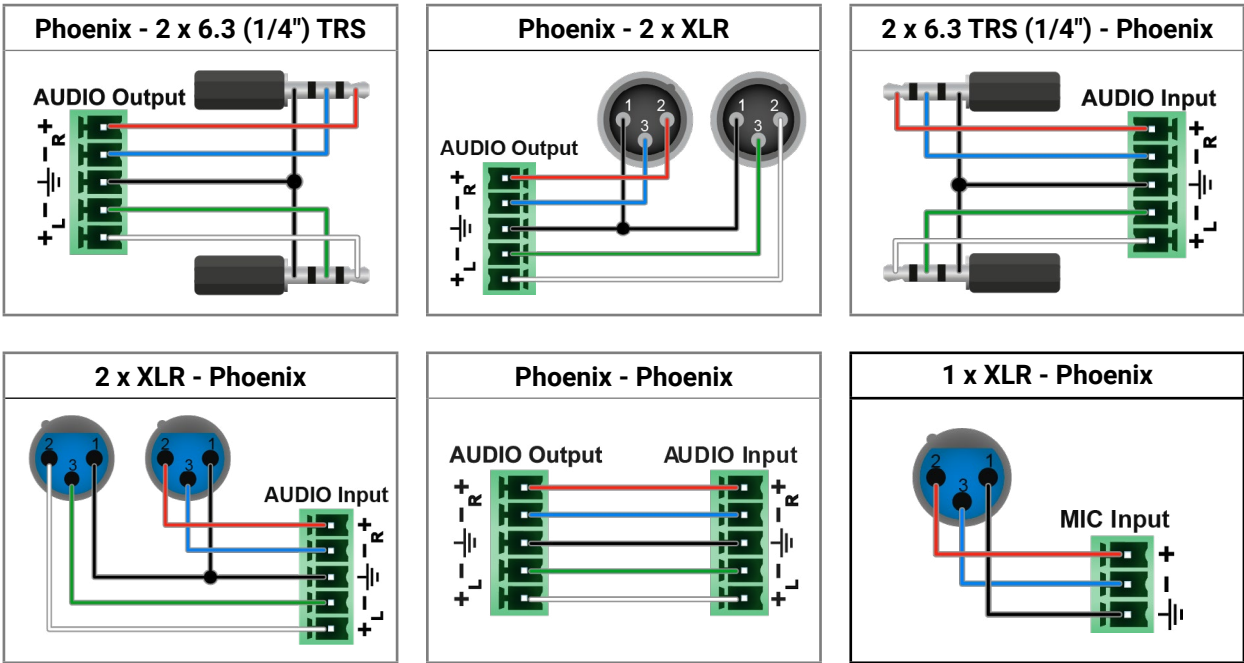 Phoenix - 2 x 6.3 (1/4") TRS
AUDIO Output
+
R
-
-
L
+
Phoenix - 2 x XLR
1 2
3
1 2
3
AUDIO Output
+
R
-
-
L
+
2 x 6.3 TRS (1/4") - Phoenix
AUDIO Input
+
R
-
-
L
+
2 x XLR - Phoenix
2 1
3
2 1
3
AUDIO Input
+
R
-
-
L
+
Phoenix - Phoenix
AUDIO Output AUDIO Input
+ +
R R
- -
- -
L L
+ +
1 x XLR - Phoenix
2 1
3
MIC Input
+
-